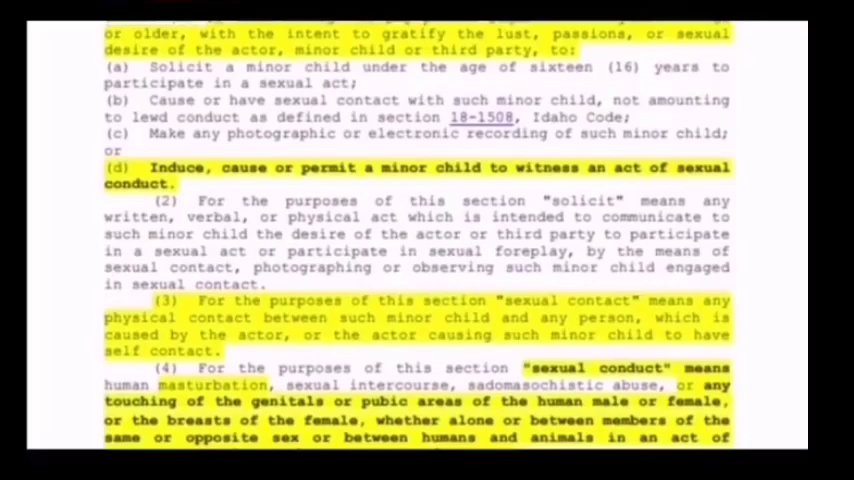 or older, with the intent to gratify the lust, passions, or sexual
desire of the actor, minor child or third party, to:
(a) Solicit a minor child under the age of sixteen (16) years to
participate in a sexual act;
(b) Cause or have sexual contact with such minor child, not amounting
to lewd conduct as defined in section 18-1508, Idaho Code;
(c) Make any photographic or electronic recording of such minor child;
or
(d) Induce, cause or permit a minor child to witness an act of sexual
conduct.
(2) For the purposes of this section "solicit" means any
written, verbal, or physical act which is intended to communicate to
such minor child the desire of the actor or third party to participate
in a sexual act or participate in sexual foreplay, by the means of
sexual contact, photographing or observing such minor child engaged
in sexual contact.
(3) For the purposes of this section "sexual contact" means any
physical contact between such minor child and any person, which is
caused by the actor, or the actor causing such minor child to have
self contact.
(4) For the purposes of this section "sexual conduct" means
human masturbation, sexual intercourse, sadomasochistic abuse, or any
touching of the genitals or pubic areas of the human male or female,
or the breasts of the female, whether alone or between members of the
same or opposite sex or between humans and animals in an act of